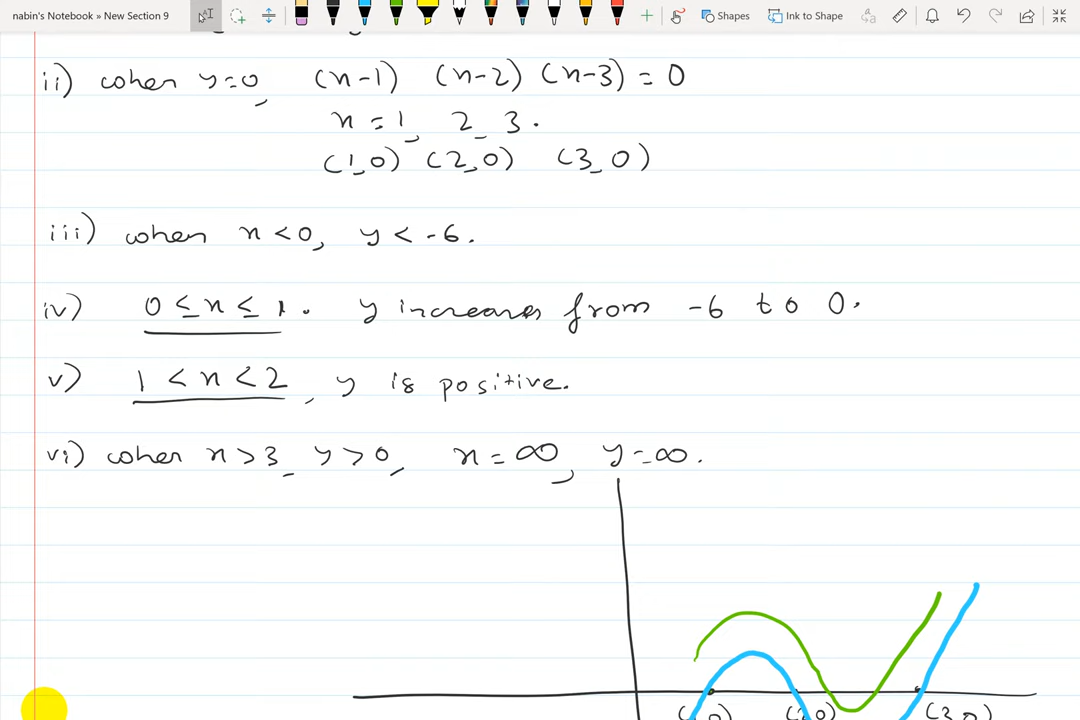 nabin's Notebook » New Section 9
Shapes
Ink to Shape
ii) when y=0, (n-1) (n-2) (n-3) = 0
n = 1, 2, 3.
(1,0) (2,0) (3,0)
iii) when n < 0, y < -6.
iv) 0 ≤ n ≤ 1. y increases from -6 to 0.
v) 1 < n < 2, y is positive.
vi) when n > 3, y > 0, n = ∞, y = ∞.
(3,0)